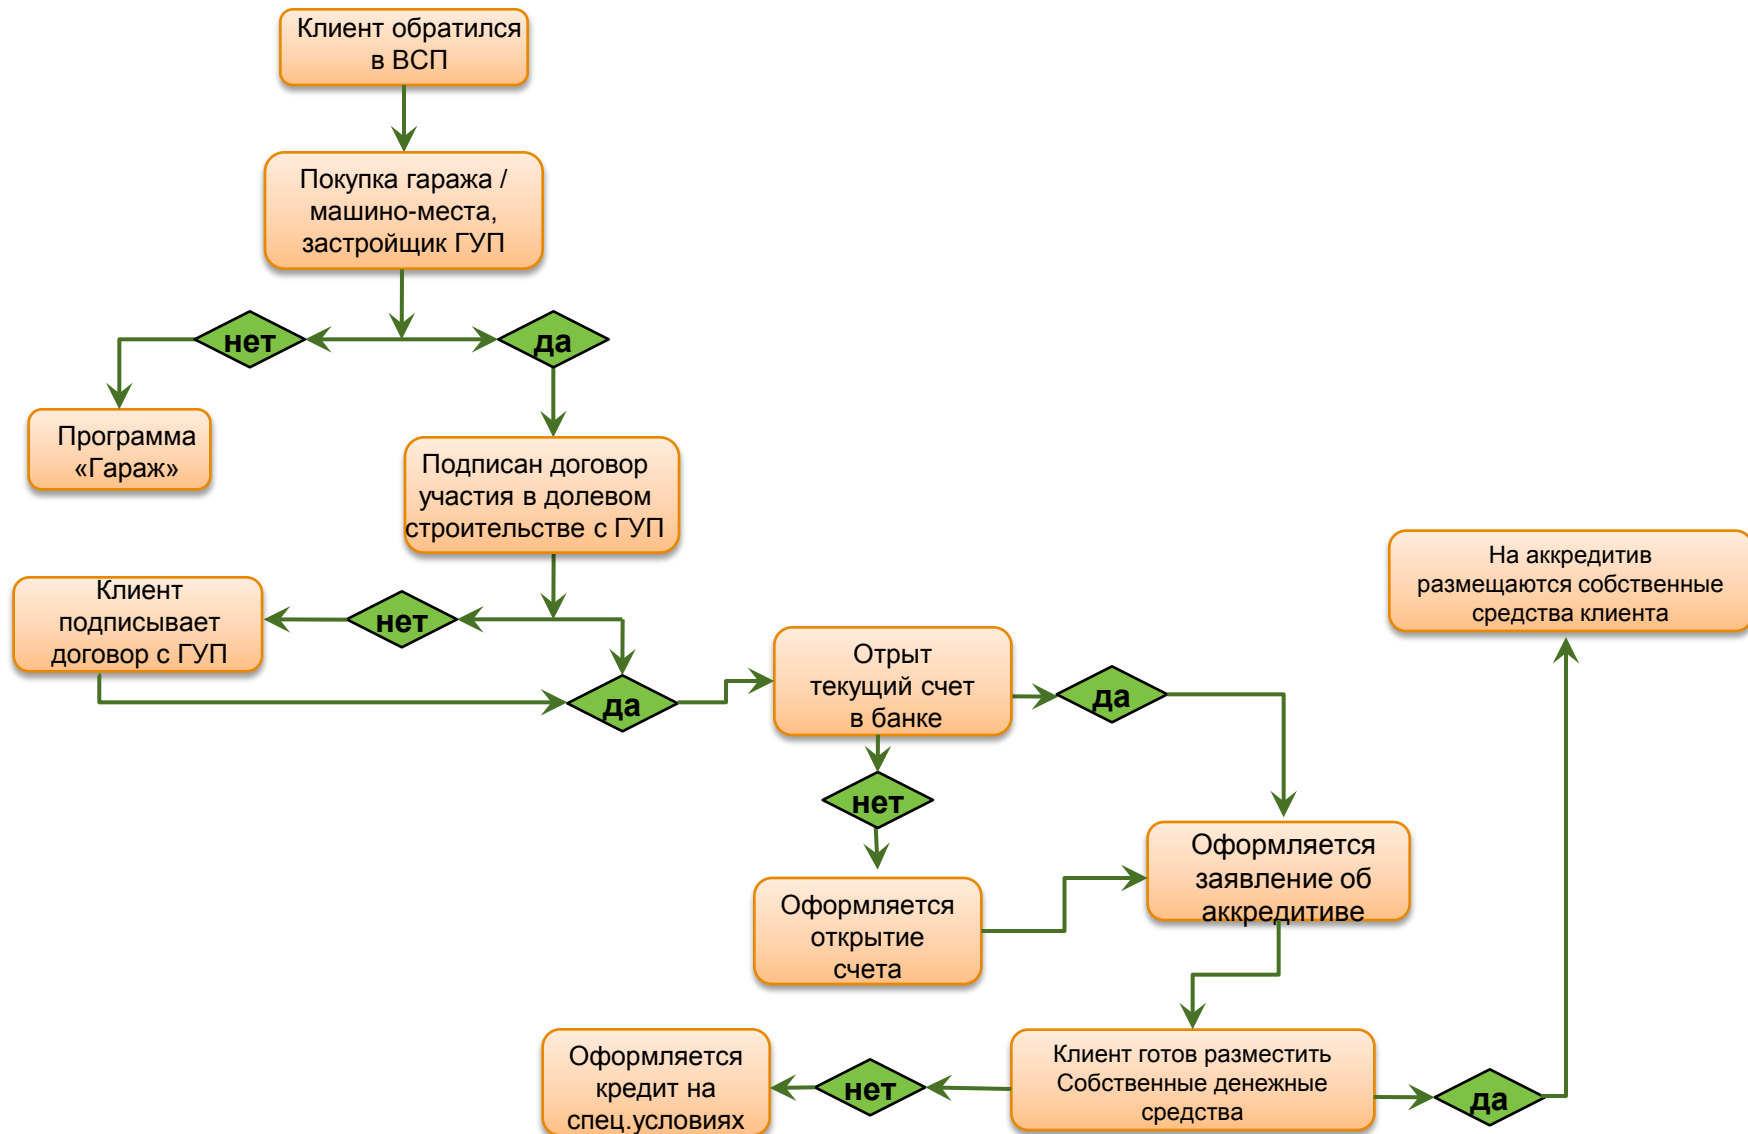 Клиент обратился
в ВСП
Покупка гаража /
машино-места,
застройщик ГУП
нет
да
Программа
«Гараж»
Подписан договор
участия в долевом
строительстве с ГУП
Клиент
подписывает
договор с ГУП
нет
да
Отрыт
текущий счет
в банке
да
На аккредитив
размещаются собственные
средства клиента
нет
Оформляется
открытие
счета
Оформляется
заявление об
аккредитиве
Оформляется
кредит на
спец.условиях
нет
Клиент готов разместить
Собственные денежные
средства
да